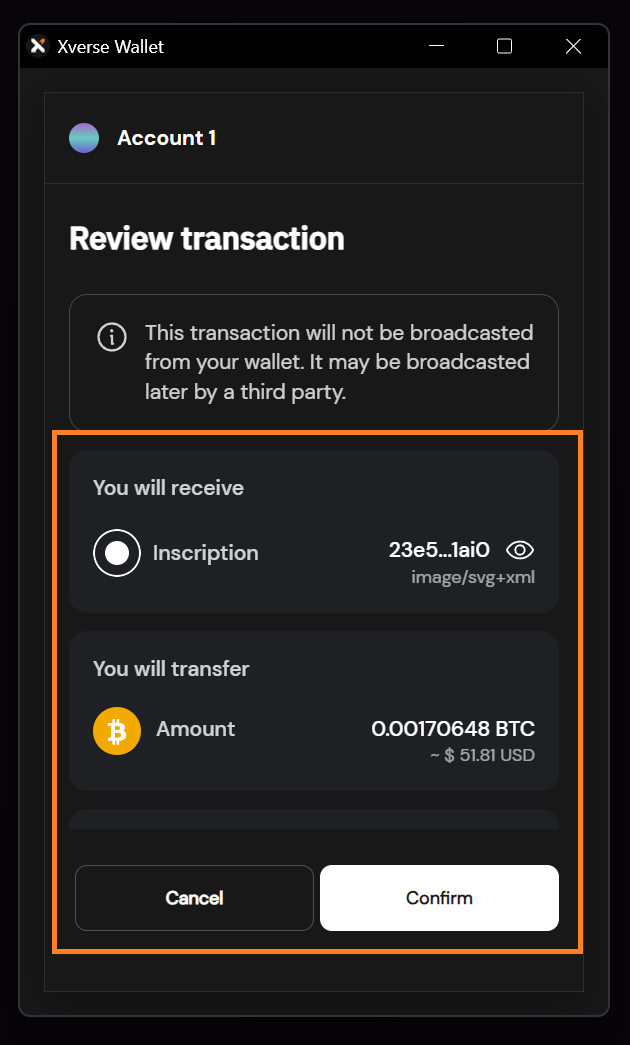 Xverse Wallet
Account 1
Review transaction
This transaction will not be broadcasted
from your wallet. It may be broadcasted
later by a third party.
You will receive
Inscription
23e5...1ai0
image/svg+xml
You will transfer
Amount
0.00170648 BTC
~ $ 51.81 USD
Cancel
Confirm